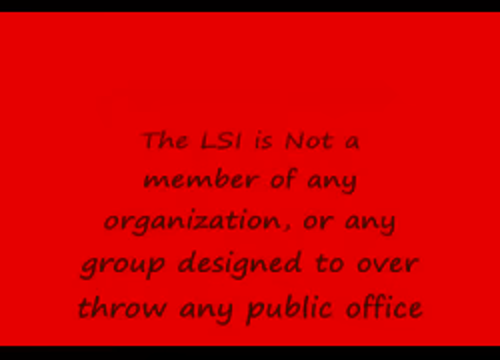 The LSI is Not a
member of any
organization, or any
group designed to over
throw any public office